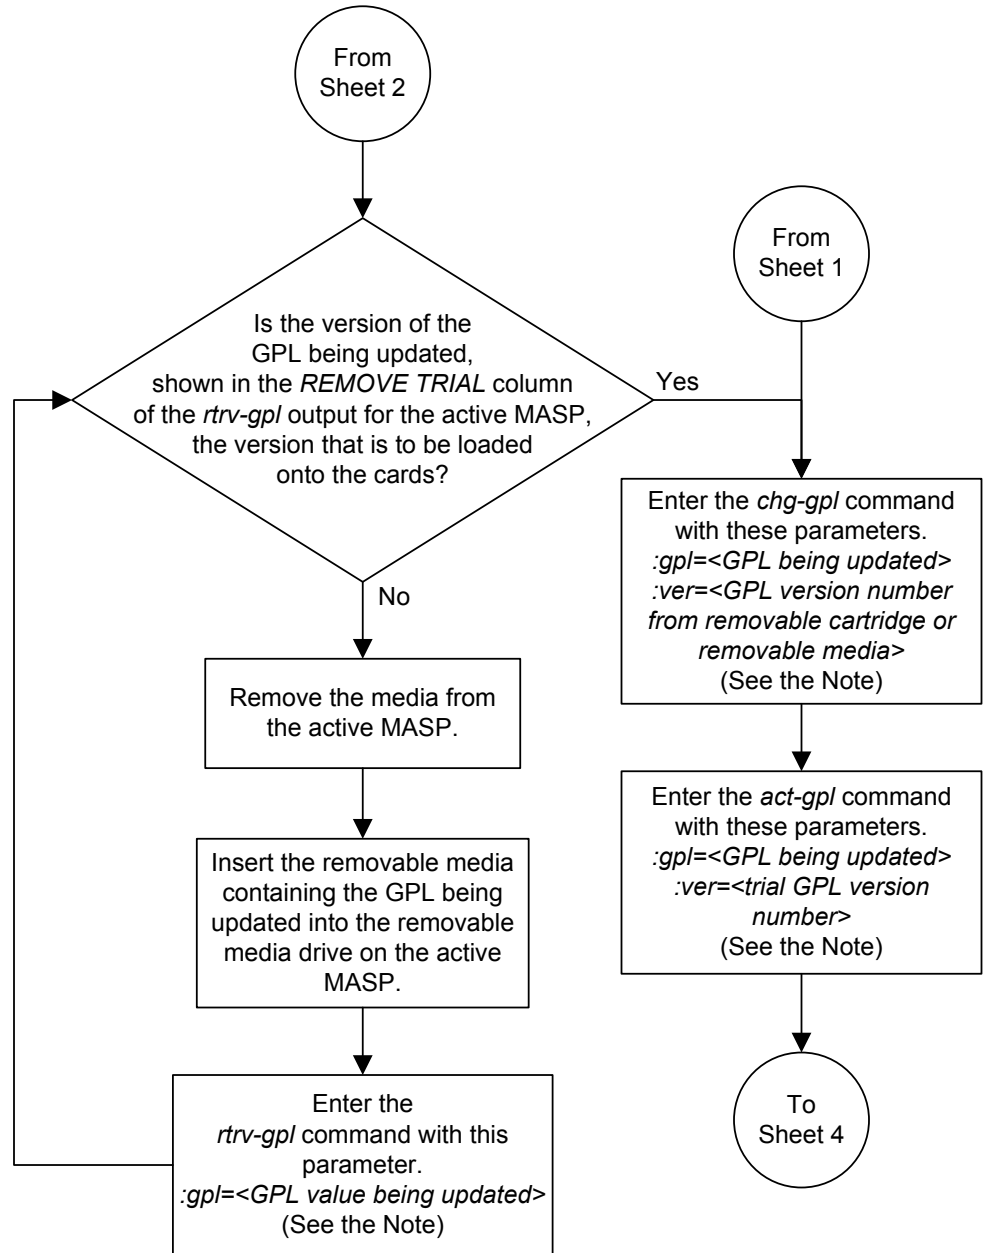 From
Sheet 2
Is the version of the
GPL being updated,
shown in the REMOVE TRIAL column
of the rtrv-gpl output for the active MASP,
the version that is to be loaded
onto the cards?
Yes
No
Remove the media from
the active MASP.
Insert the removable media
containing the GPL being
updated into the removable
media drive on the active
MASP.
Enter the
rtrv-gpl command with this
parameter.
:gpl=<GPL value being updated>
(See the Note)
From
Sheet 1
Enter the chg-gpl command
with these parameters.
:gpl=<GPL being updated>
:ver=<GPL version number
from removable cartridge or
removable media>
(See the Note)
Enter the act-gpl command
with these parameters.
:gpl=<GPL being updated>
:ver=<trial GPL version
number>
(See the Note)
To
Sheet 4